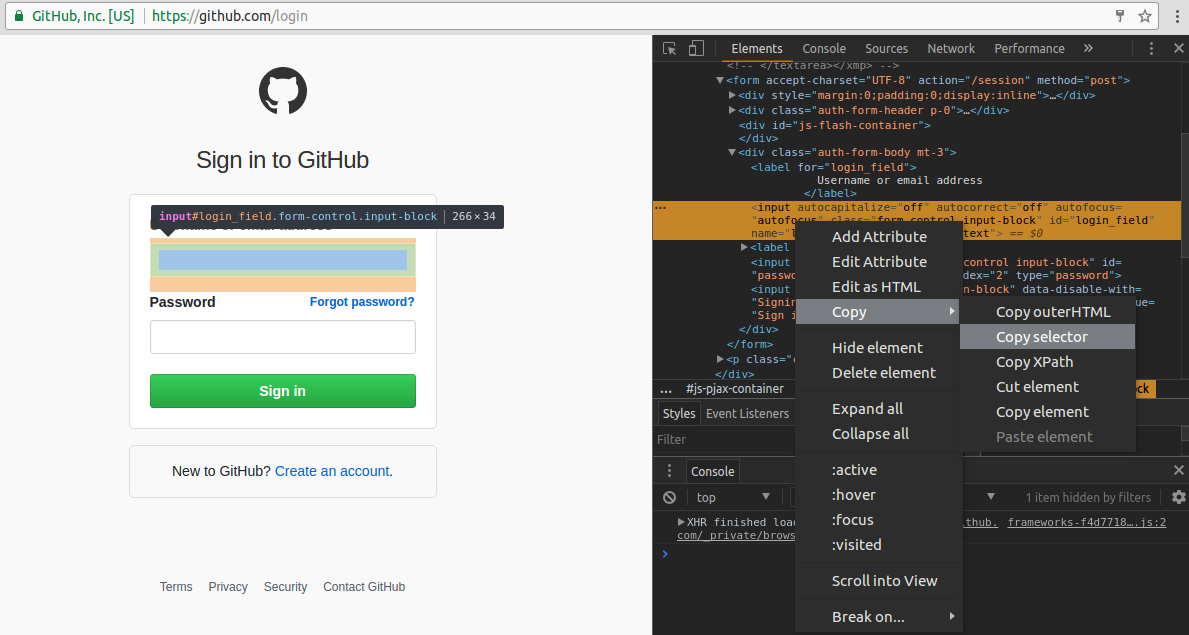 GitHub, Inc. [US] https://github.com/login
Sign in to GitHub
input#login_field.form-control.input-block 266 × 34
Password Forgot password?
Sign in
New to GitHub? Create an account.
Terms Privacy Security Contact GitHub
Elements Console Sources Network Performance »
<!-- </textarea></xmp> -->
<form accept-charset="UTF-8" action="/session" method="post">
<div style="margin:0;padding:0;display:inline">…</div>
<div class="auth-form-header p-0">…</div>
<div id="js-flash-container">
</div>
<div class="auth-form-body mt-3">
<label for="login_field">
Username or email address
</label>
<input autocapitalize="off" autocorrect="off" autofocus=
"autofocus" class="form-control input-block" id="login_field"
name= text"> == $0
<label
<input control input-block" id=
"passwo dex="2" type="password">
<input n-block" data-disable-with=
"Signin ue=
"Sign i
</div>
</form>
<p class="
</div>
... #js-pjax-container ck
Styles Event Listeners
Filter
Console
top 1 item hidden by filters
XHR finished loa thub. frameworks-f4d7718….js:2
com/_private/brows
Add Attribute
Edit Attribute
Edit as HTML
Copy
Hide element
Delete element
Expand all
Collapse all
:active
:hover
:focus
:visited
Scroll into View
Break on...
Copy outerHTML
Copy selector
Copy XPath
Cut element
Copy element
Paste element